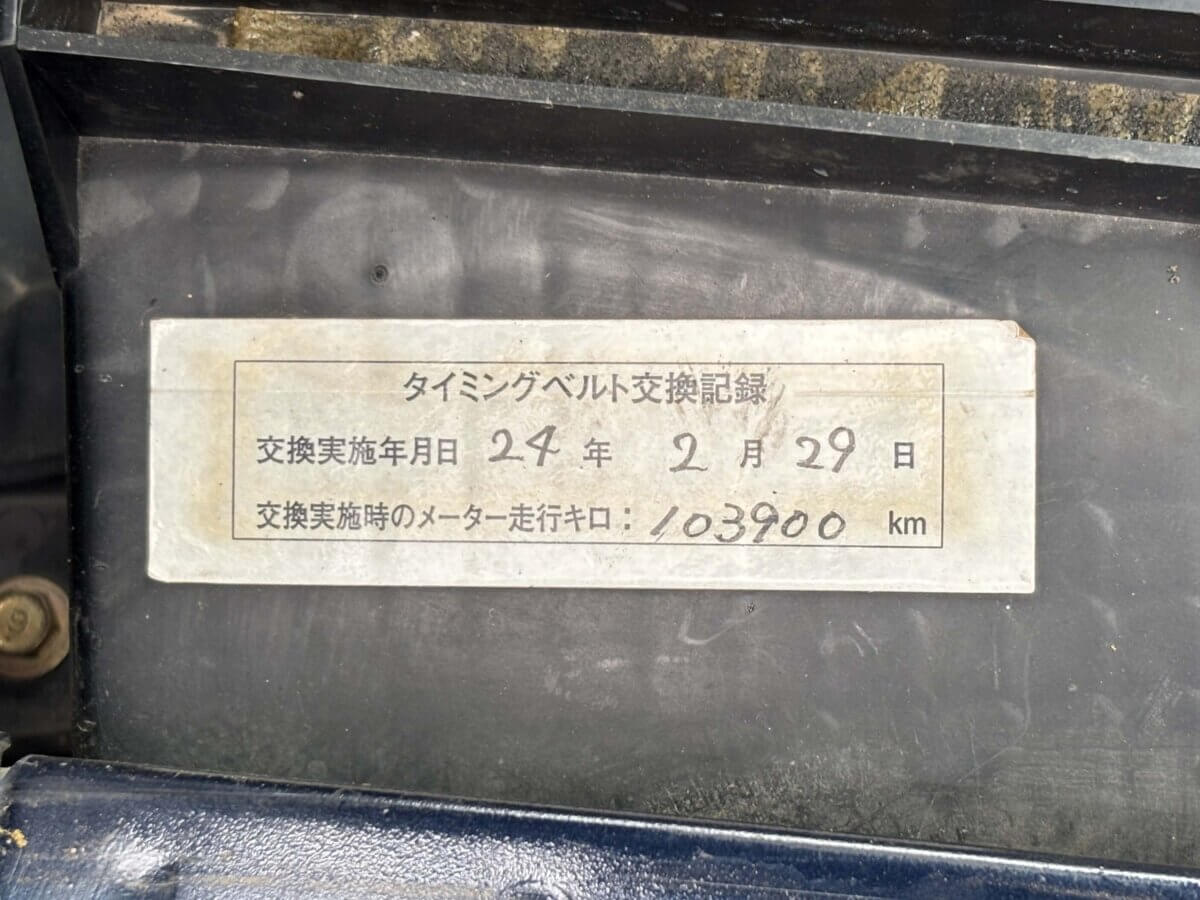 タイミングベルト交換記録
交換実施年月日 24 年 2 月 29 日
交換実施時のメーター走行キロ：103900 km